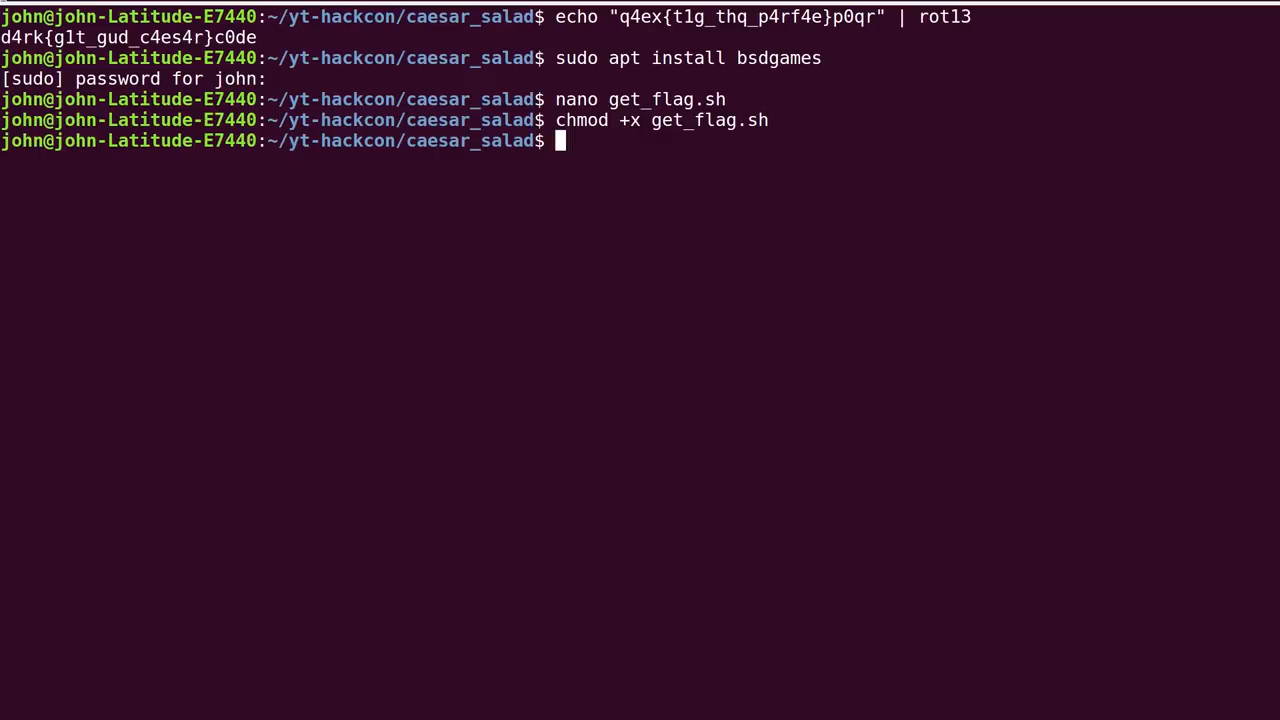 john@john-Latitude-E7440:~/yt-hackcon/caesar_salad$ echo "q4ex{t1g_thq_p4rf4e}p0qr" | rot13
d4rk{g1t_gud_c4es4r}c0de
john@john-Latitude-E7440:~/yt-hackcon/caesar_salad$ sudo apt install bsdgames
[sudo] password for john:
john@john-Latitude-E7440:~/yt-hackcon/caesar_salad$ nano get_flag.sh
john@john-Latitude-E7440:~/yt-hackcon/caesar_salad$ chmod +x get_flag.sh
john@john-Latitude-E7440:~/yt-hackcon/caesar_salad$